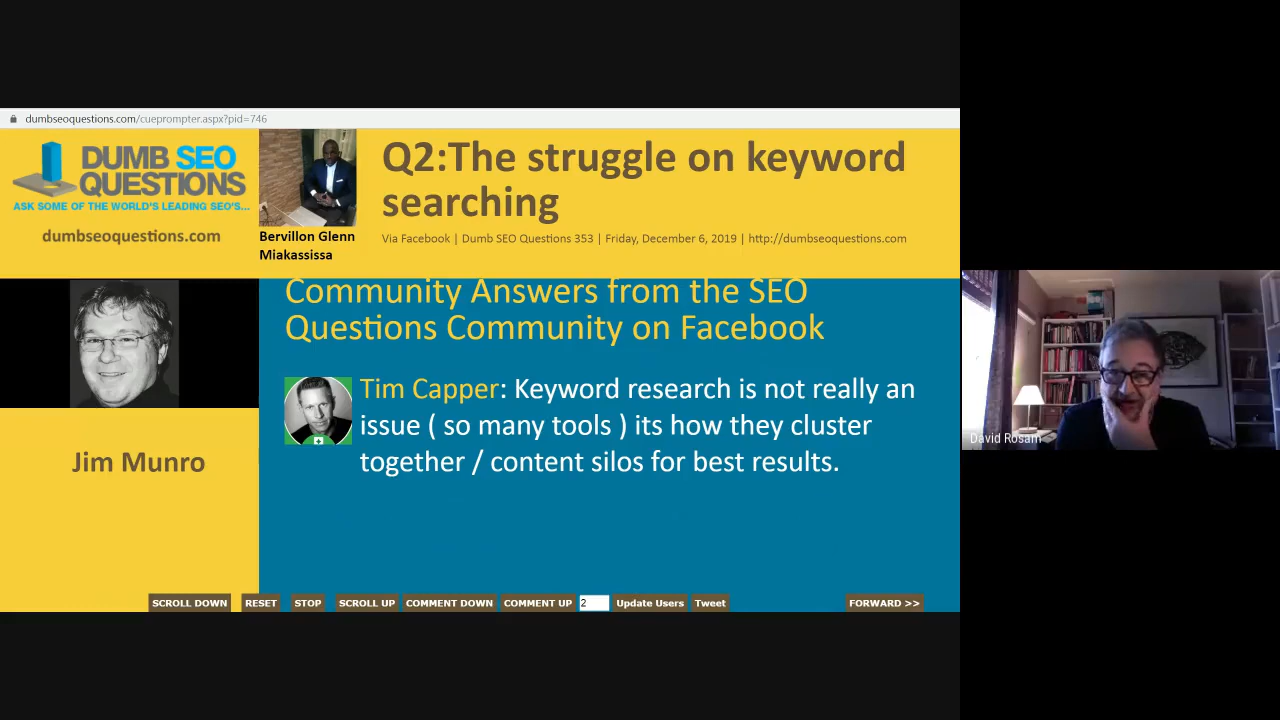 dumbseoquestions.com/cueprompter.aspx?pid=746
DUMB SEO
QUESTIONS
ASK SOME OF THE WORLD'S LEADING SEO'S...
dumbseoquestions.com
Bervillon Glenn
Miakassissa
Q2:The struggle on keyword
searching
Via Facebook | Dumb SEO Questions 353 | Friday, December 6, 2019 | http://dumbseoquestions.com
Jim Munro
Community Answers from the SEO
Questions Community on Facebook
Tim Capper: Keyword research is not really an
issue ( so many tools ) its how they cluster
together / content silos for best results.
SCROLL DOWN RESET STOP SCROLL UP COMMENT DOWN COMMENT UP 2 Update Users Tweet FORWARD >>
David Rosam